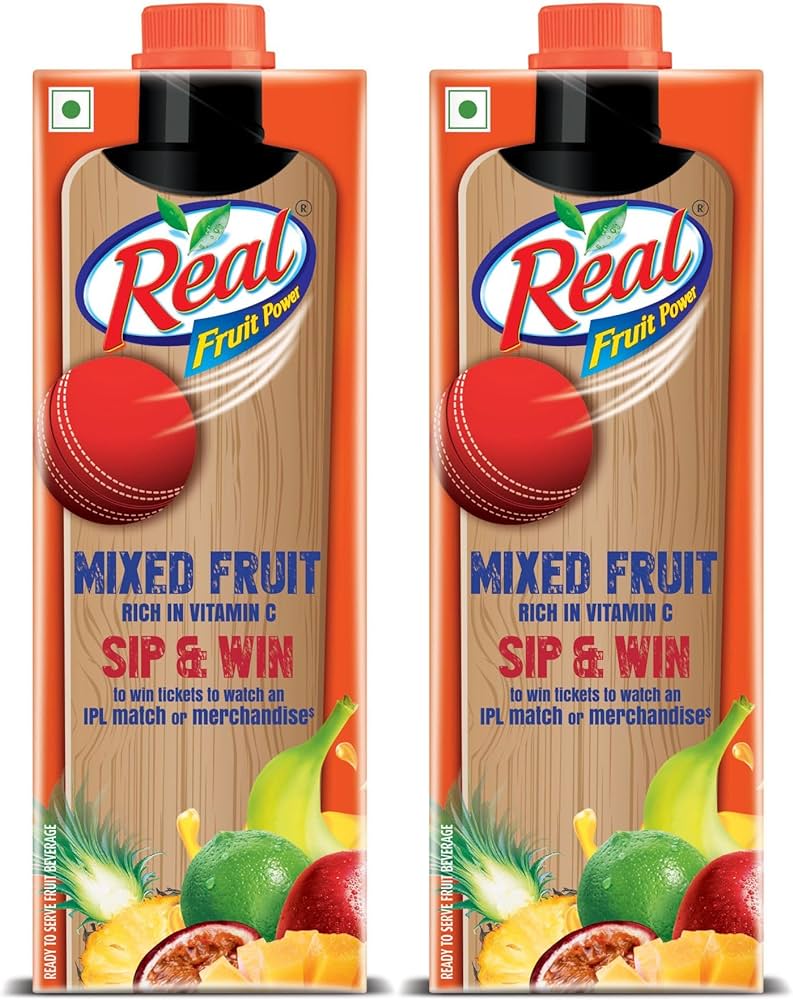 Real®
Fruit Power
MIXED FRUIT
RICH IN VITAMIN C
SIP & WIN
to win tickets to watch an
IPL match or merchandise$
READY TO SERVE FRUIT BEVERAGE
Real®
Fruit Power
MIXED FRUIT
RICH IN VITAMIN C
SIP & WIN
to win tickets to watch an
IPL match or merchandise$
READY TO SERVE FRUIT BEVERAGE